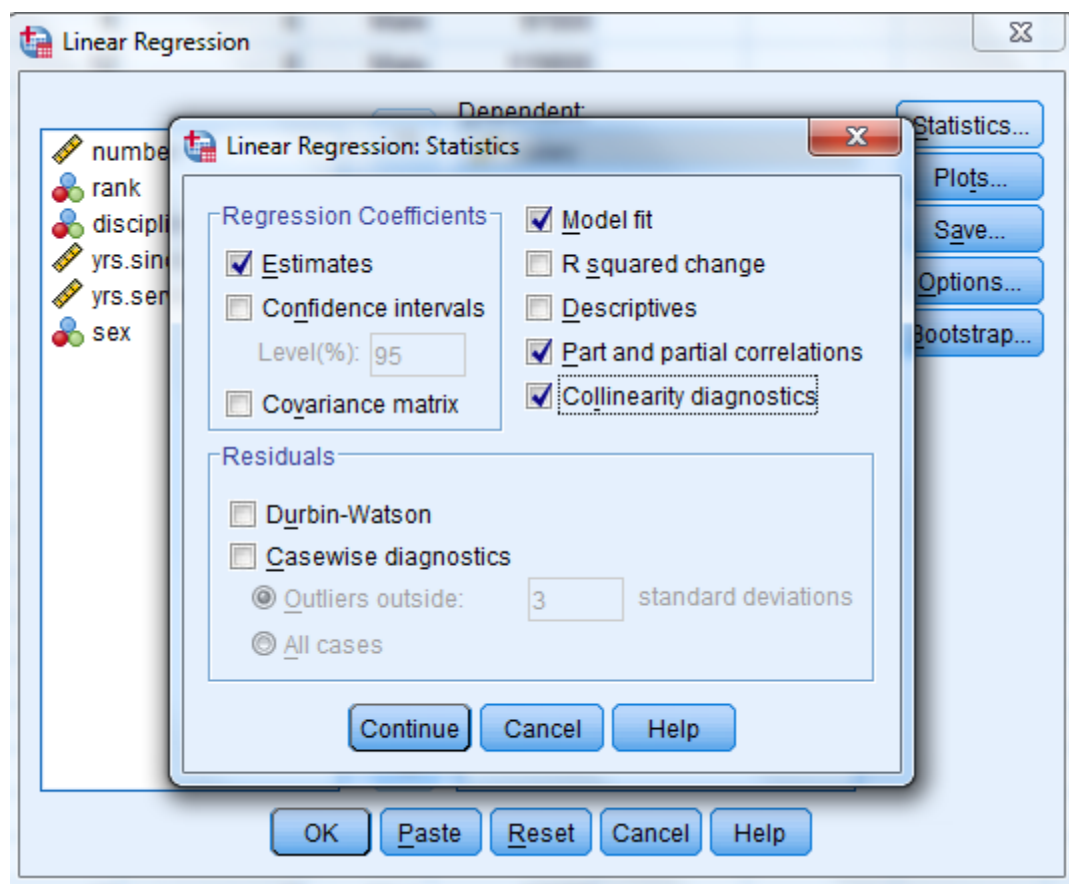 Linear Regression
Dependent:
numbe
rank
discipli
yrs.sinc
yrs.ser
sex
Statistics...
Plots...
Save...
Options...
Bootstrap...
Linear Regression: Statistics
Regression Coefficients
Estimates
Confidence intervals
Level(%): 95
Covariance matrix
Model fit
R squared change
Descriptives
Part and partial correlations
Collinearity diagnostics
Residuals
Durbin-Watson
Casewise diagnostics
Outliers outside: 3 standard deviations
All cases
Continue Cancel Help
OK Paste Reset Cancel Help